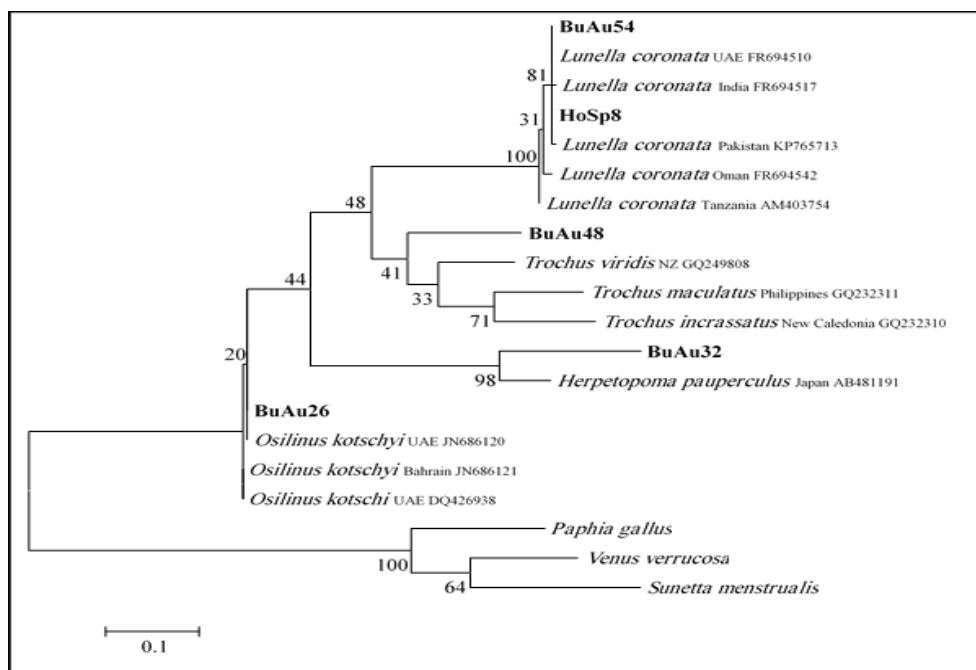 BuAu54
Lunella coronata UAE FR694510
81
Lunella coronata India FR694517
HoSp8
31
Lunella coronata Pakistan KP765713
100
Lunella coronata Oman FR694542
Lunella coronata Tanzania AM403754
48
BuAu48
41
Trochus viridis NZ GQ249808
33
Trochus maculatus Philippines GQ232311
71
Trochus incrassatus New Caledonia GQ232310
44
BuAu32
98
Herpetopoma pauperculus Japan AB481191
20
BuAu26
Osilinus kotschyi UAE JN686120
Osilinus kotschyi Bahrain JN686121
Osilinus kotschi UAE DQ426938
Paphia gallus
100
Venus verrucosa
64
Sunetta menstrualis
0.1